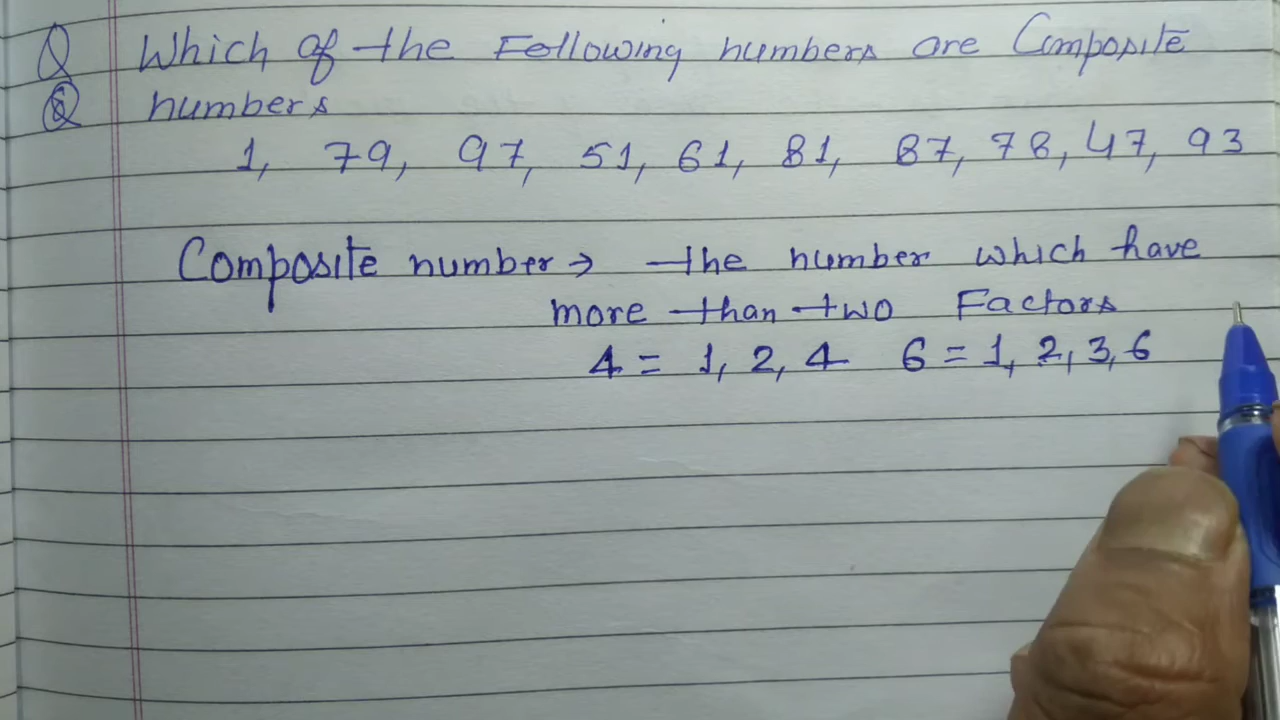 Q Which of the Following numbers are Composite
Q numbers
1, 79, 97, 51, 61, 81, 87, 78, 47, 93
Composite number → the number which have
more than two Factors
4 = 1, 2, 4 6 = 1, 2, 3, 6